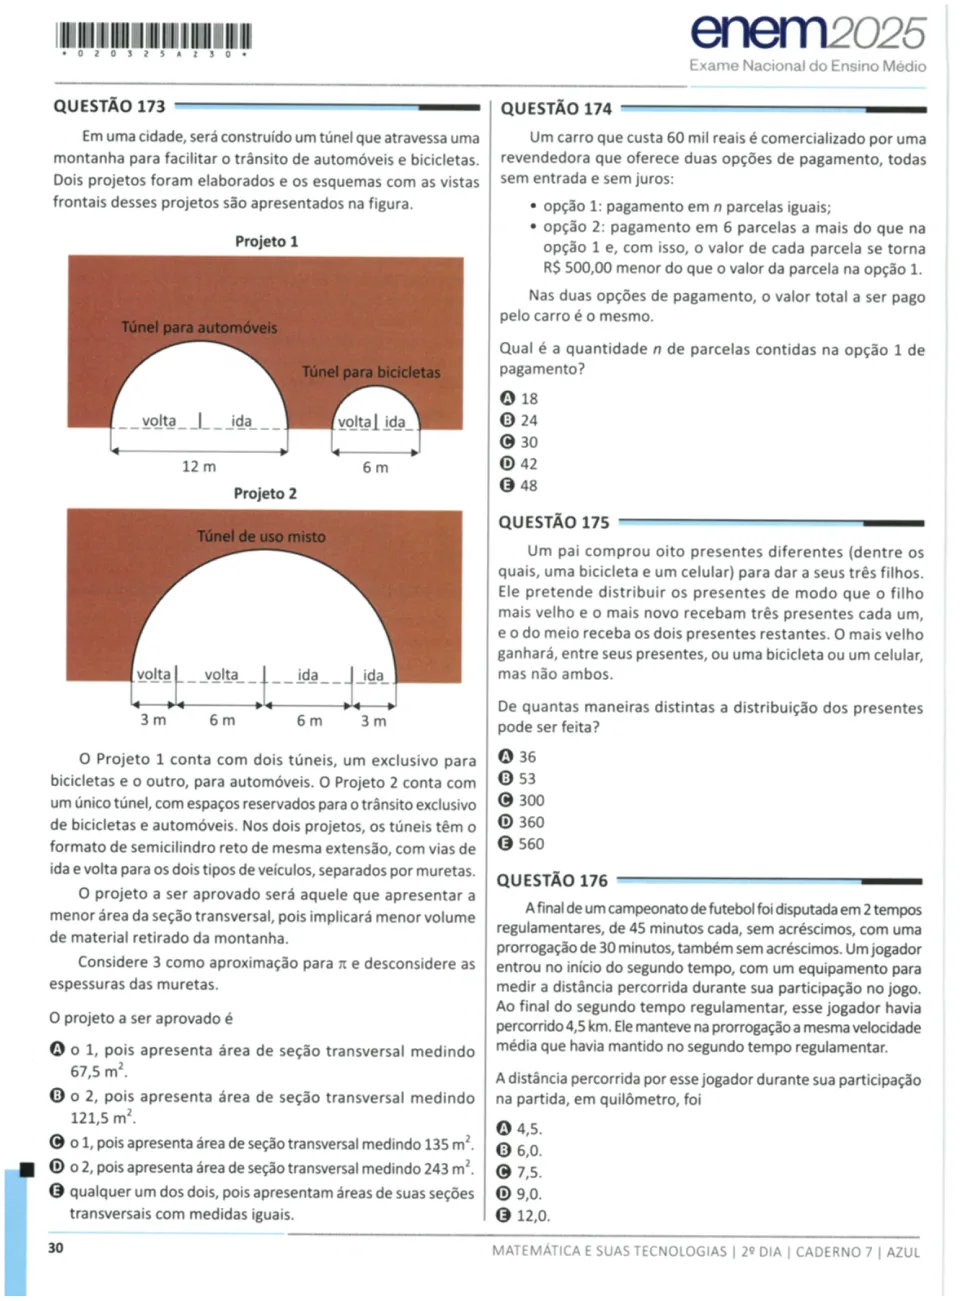 * 0 2 0 3 2 5 A Z 3 0 *
enem2025
Exame Nacional do Ensino Médio
QUESTÃO 173
Em uma cidade, será construído um túnel que atravessa uma
montanha para facilitar o trânsito de automóveis e bicicletas.
Dois projetos foram elaborados e os esquemas com as vistas
frontais desses projetos são apresentados na figura.
Projeto 1
Túnel para automóveis
Túnel para bicicletas
volta ida
volta ida
12 m
6 m
Projeto 2
Túnel de uso misto
volta volta ida ida
3 m 6 m 6 m 3 m
O Projeto 1 conta com dois túneis, um exclusivo para
bicicletas e o outro, para automóveis. O Projeto 2 conta com
um único túnel, com espaços reservados para o trânsito exclusivo
de bicicletas e automóveis. Nos dois projetos, os túneis têm o
formato de semicilindro reto de mesma extensão, com vias de
ida e volta para os dois tipos de veículos, separados por muretas.
O projeto a ser aprovado será aquele que apresentar a
menor área da seção transversal, pois implicará menor volume
de material retirado da montanha.
Considere 3 como aproximação para π e desconsidere as
espessuras das muretas.
O projeto a ser aprovado é
A o 1, pois apresenta área de seção transversal medindo
67,5 m².
B o 2, pois apresenta área de seção transversal medindo
121,5 m².
C o 1, pois apresenta área de seção transversal medindo 135 m².
D o 2, pois apresenta área de seção transversal medindo 243 m².
E qualquer um dos dois, pois apresentam áreas de suas seções
transversais com medidas iguais.
QUESTÃO 174
Um carro que custa 60 mil reais é comercializado por uma
revendedora que oferece duas opções de pagamento, todas
sem entrada e sem juros:
• opção 1: pagamento em n parcelas iguais;
• opção 2: pagamento em 6 parcelas a mais do que na
opção 1 e, com isso, o valor de cada parcela se torna
R$ 500,00 menor do que o valor da parcela na opção 1.
Nas duas opções de pagamento, o valor total a ser pago
pelo carro é o mesmo.
Qual é a quantidade n de parcelas contidas na opção 1 de
pagamento?
A 18
B 24
C 30
D 42
E 48
QUESTÃO 175
Um pai comprou oito presentes diferentes (dentre os
quais, uma bicicleta e um celular) para dar a seus três filhos.
Ele pretende distribuir os presentes de modo que o filho
mais velho e o mais novo recebam três presentes cada um,
e o do meio receba os dois presentes restantes. O mais velho
ganhará, entre seus presentes, ou uma bicicleta ou um celular,
mas não ambos.
De quantas maneiras distintas a distribuição dos presentes
pode ser feita?
A 36
B 53
C 300
D 360
E 560
QUESTÃO 176
A final de um campeonato de futebol foi disputada em 2 tempos
regulamentares, de 45 minutos cada, sem acréscimos, com uma
prorrogação de 30 minutos, também sem acréscimos. Um jogador
entrou no início do segundo tempo, com um equipamento para
medir a distância percorrida durante sua participação no jogo.
Ao final do segundo tempo regulamentar, esse jogador havia
percorrido 4,5 km. Ele manteve na prorrogação a mesma velocidade
média que havia mantido no segundo tempo regulamentar.
A distância percorrida por esse jogador durante sua participação
na partida, em quilômetro, foi
A 4,5.
B 6,0.
C 7,5.
D 9,0.
E 12,0.
30
MATEMÁTICA E SUAS TECNOLOGIAS | 2º DIA | CADERNO 7 | AZUL